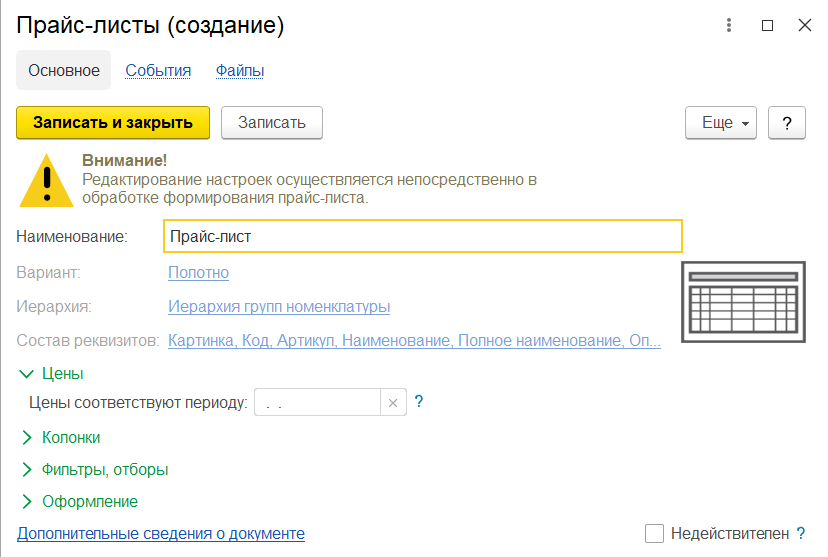 Прайс-листы (создание)
Основное События Файлы
Записать и закрыть Записать Еще ?
Внимание!
Редактирование настроек осуществляется непосредственно в
обработке формирования прайс-листа.
Наименование: Прайс-лист
Вариант: Полотно
Иерархия: Иерархия групп номенклатуры
Состав реквизитов: Картинка, Код, Артикул, Наименование, Полное наименование, Оп...
Цены
Цены соответствуют периоду: . . × ?
Колонки
Фильтры, отборы
Оформление
Дополнительные сведения о документе Недействителен ?